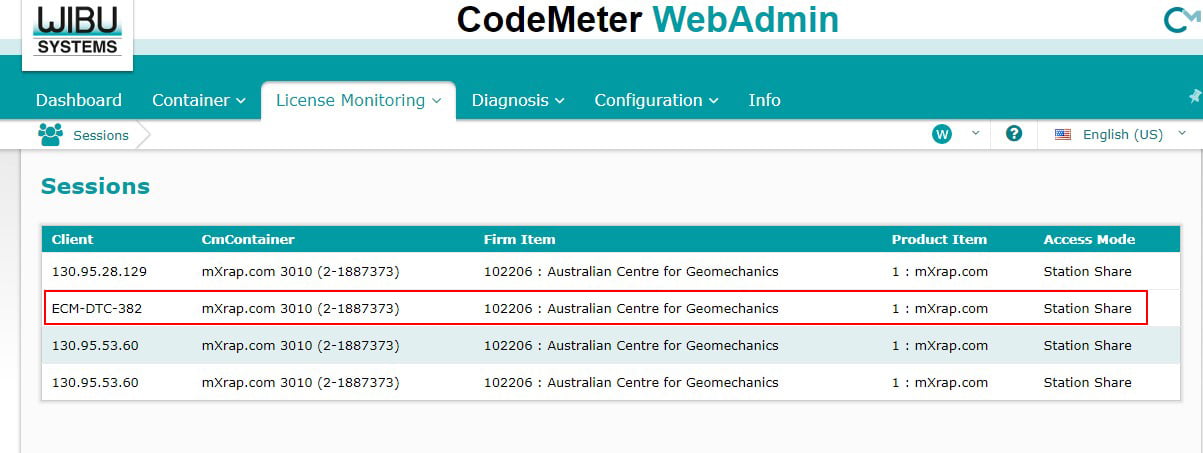 WIBU
SYSTEMS
CodeMeter WebAdmin
CM
Dashboard Container License Monitoring Diagnosis Configuration Info
Sessions W ? English (US)
Sessions
Client CmContainer Firm Item Product Item Access Mode
130.95.28.129 mXrap.com 3010 (2-1887373) 102206 : Australian Centre for Geomechanics 1 : mXrap.com Station Share
ECM-DTC-382 mXrap.com 3010 (2-1887373) 102206 : Australian Centre for Geomechanics 1 : mXrap.com Station Share
130.95.53.60 mXrap.com 3010 (2-1887373) 102206 : Australian Centre for Geomechanics 1 : mXrap.com Station Share
130.95.53.60 mXrap.com 3010 (2-1887373) 102206 : Australian Centre for Geomechanics 1 : mXrap.com Station Share